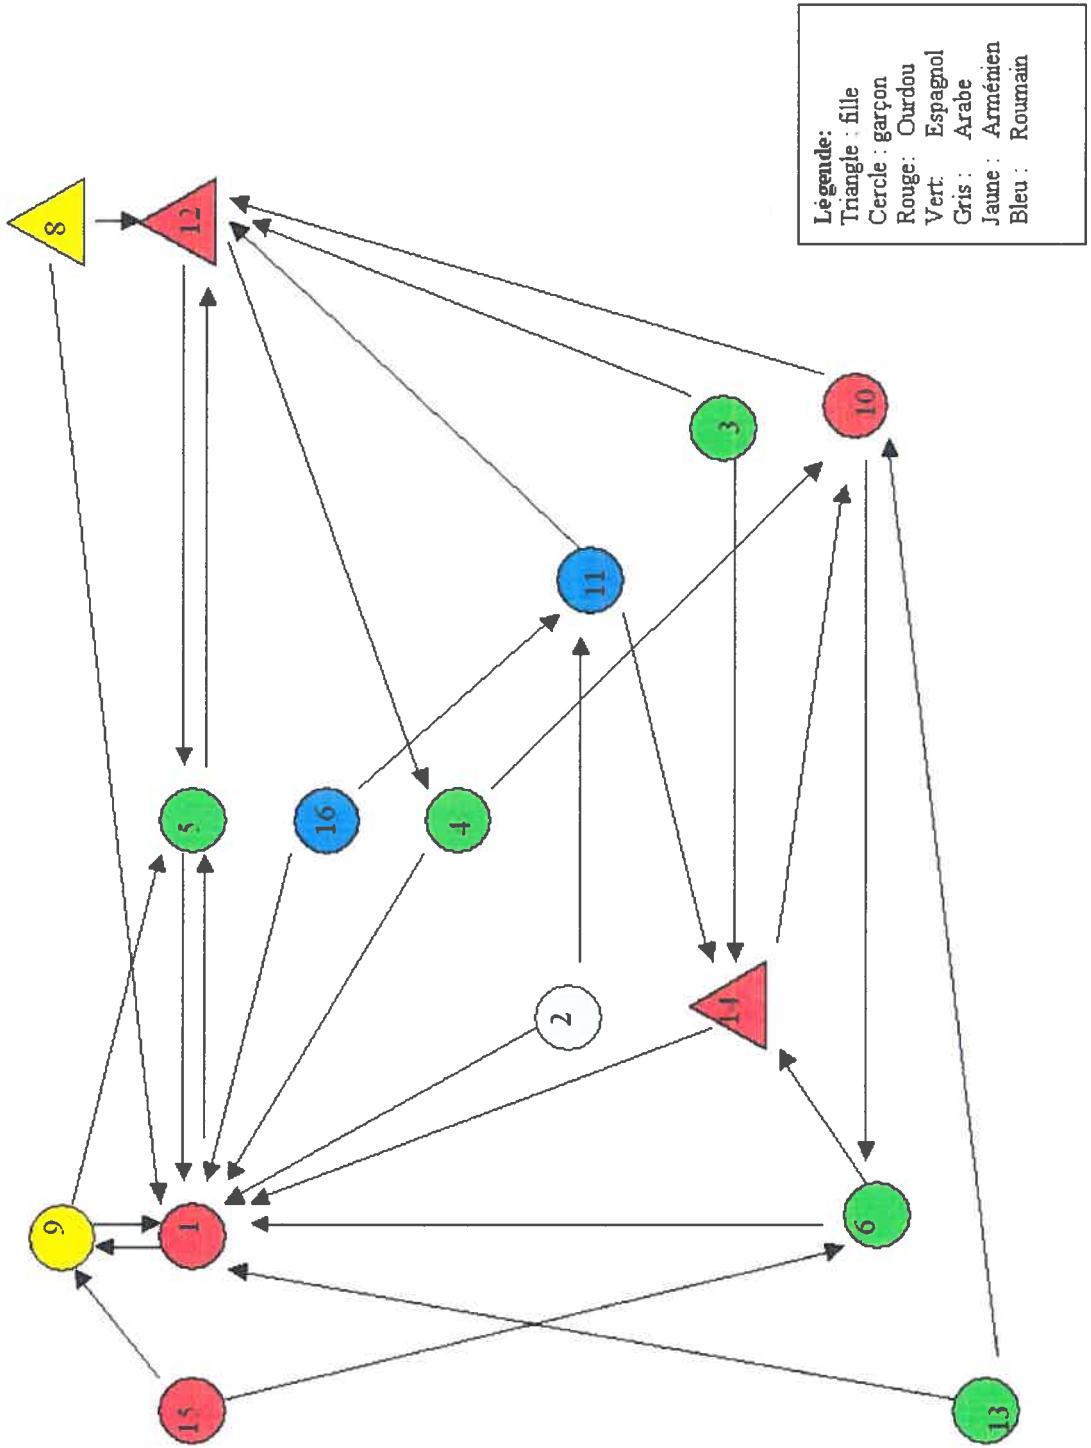 8
12
9
5
1
16
15
4
3
11
10
2
14
6
13
Légende:
Triangle : fille
Cercle : garçon
Rouge: Ourdou
Vert: Espagnol
Gris : Arabe
Jaune : Arménien
Bleu : Roumain